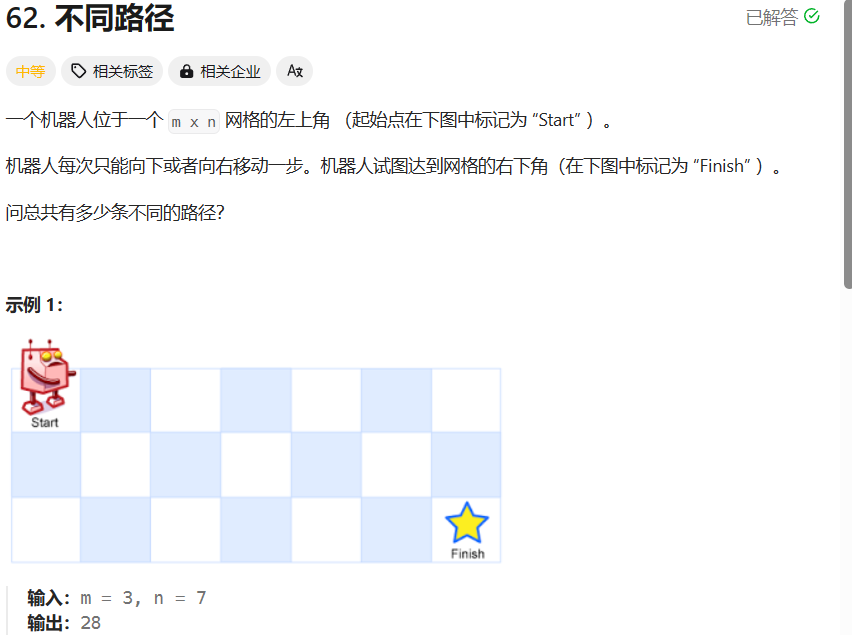 62. 不同路径
已解答
中等 相关标签 相关企业 Ax
一个机器人位于一个 m x n 网格的左上角 （起始点在下图中标记为 “Start” ）。
机器人每次只能向下或者向右移动一步。机器人试图达到网格的右下角（在下图中标记为 “Finish” ）。
问总共有多少条不同的路径？
示例 1：
Start
Finish
输入：m = 3, n = 7
输出：28